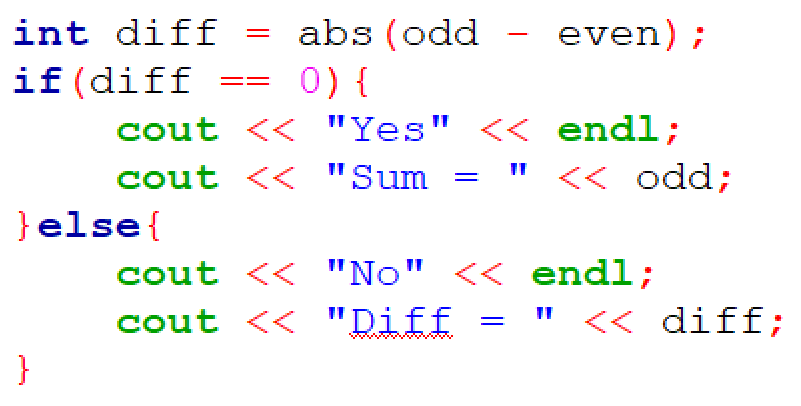 int diff = abs(odd - even);
if(diff == 0){
    cout << "Yes" << endl;
    cout << "Sum = " << odd;
}else{
    cout << "No" << endl;
    cout << "Diff = " << diff;
}